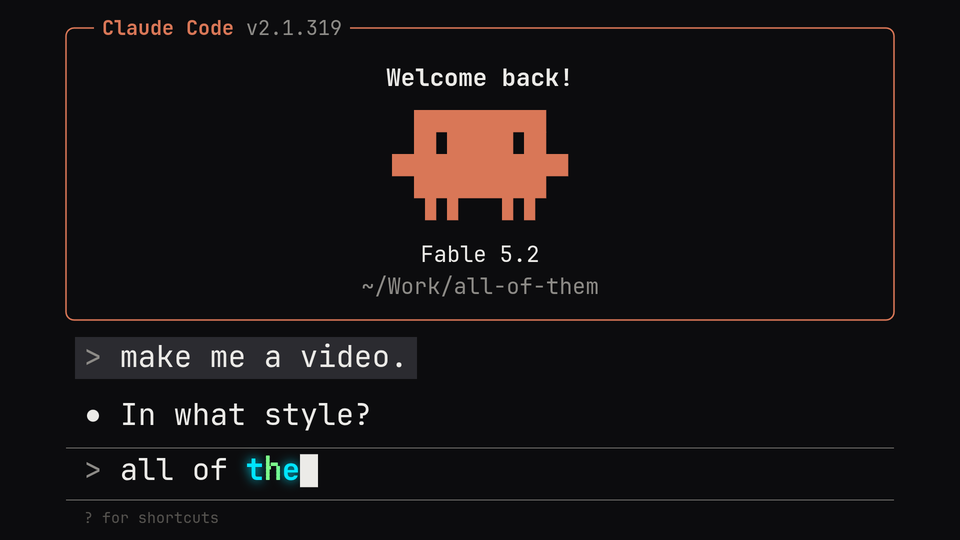 Claude Code v2.1.319
Welcome back!
Fable 5.2
~/Work/all-of-them
> make me a video.
● In what style?
> all of the
? for shortcuts